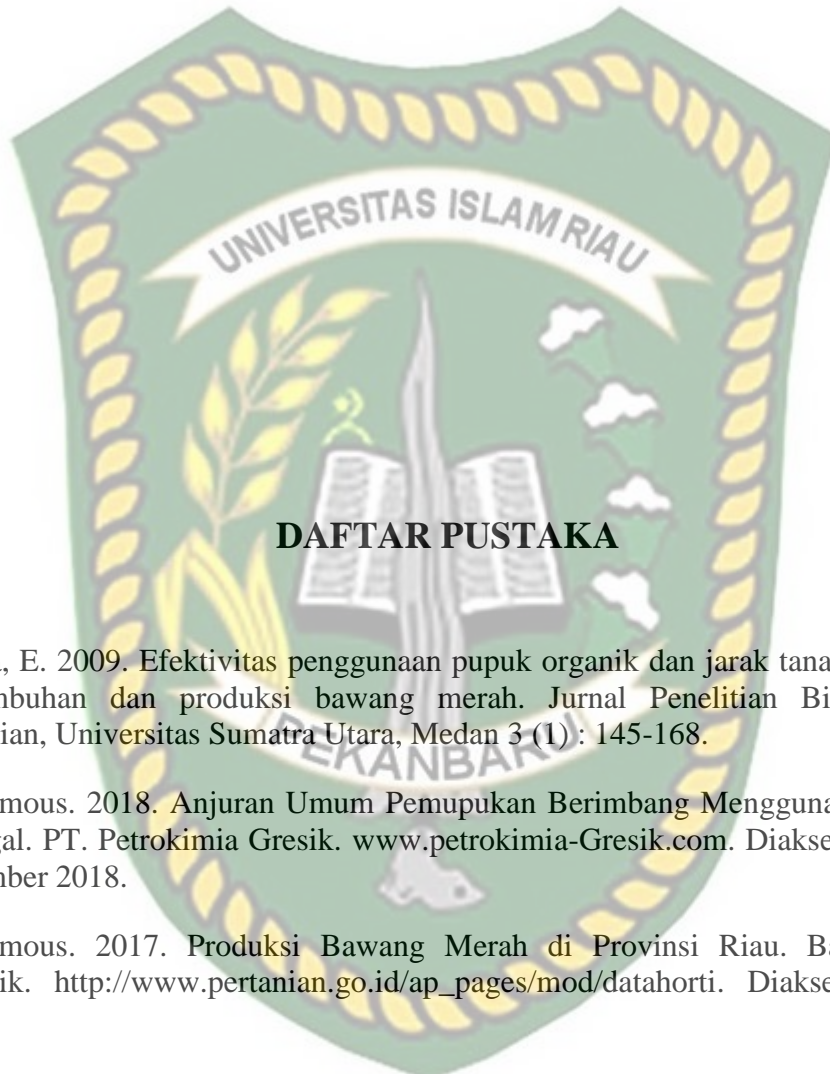 UNIVERSITAS ISLAM RIAU
DAFTAR PUSTAKA
, E. 2009. Efektivitas penggunaan pupuk organik dan jarak tana
mbuhan dan produksi bawang merah. Jurnal Penelitian Bi
ian, Universitas Sumatra Utara, Medan 3 (1) : 145-168.
PEKANBARU
mous. 2018. Anjuran Umum Pemupukan Berimbang Mengguna
gal. PT. Petrokimia Gresik. www.petrokimia-Gresik.com. Diakse
mber 2018.
mous. 2017. Produksi Bawang Merah di Provinsi Riau. Ba
ik. http://www.pertanian.go.id/ap_pages/mod/datahorti. Diakse